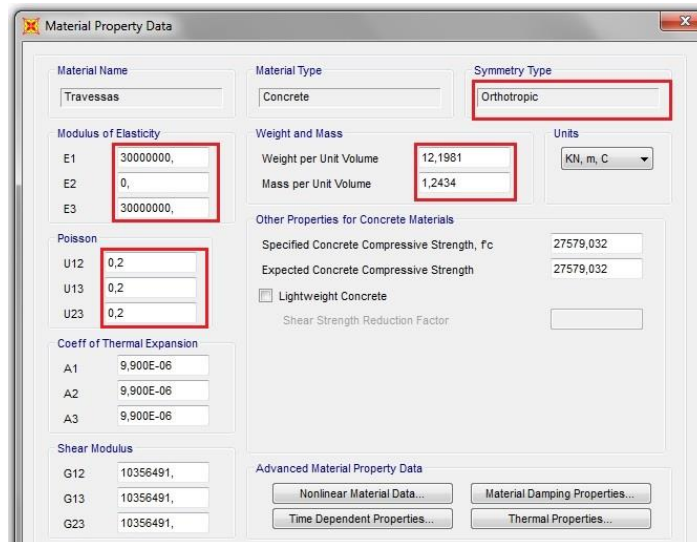 Material Property Data
x
Material Name
Travessas
Material Type
Concrete
Symmetry Type
Orthotropic
Modulus of Elasticity
E1 30000000,
E2 0,
E3 30000000,
Weight and Mass
Weight per Unit Volume 12,1981
Mass per Unit Volume 1,2434
Units
KN, m, C
Poisson
U12 0,2
U13 0,2
U23 0,2
Other Properties for Concrete Materials
Specified Concrete Compressive Strength, f'c 27579,032
Expected Concrete Compressive Strength 27579,032
Lightweight Concrete
Shear Strength Reduction Factor
Coeff of Thermal Expansion
A1 9,900E-06
A2 9,900E-06
A3 9,900E-06
Shear Modulus
G12 10356491,
G13 10356491,
G23 10356491,
Advanced Material Property Data
Nonlinear Material Data... Material Damping Properties...
Time Dependent Properties... Thermal Properties...